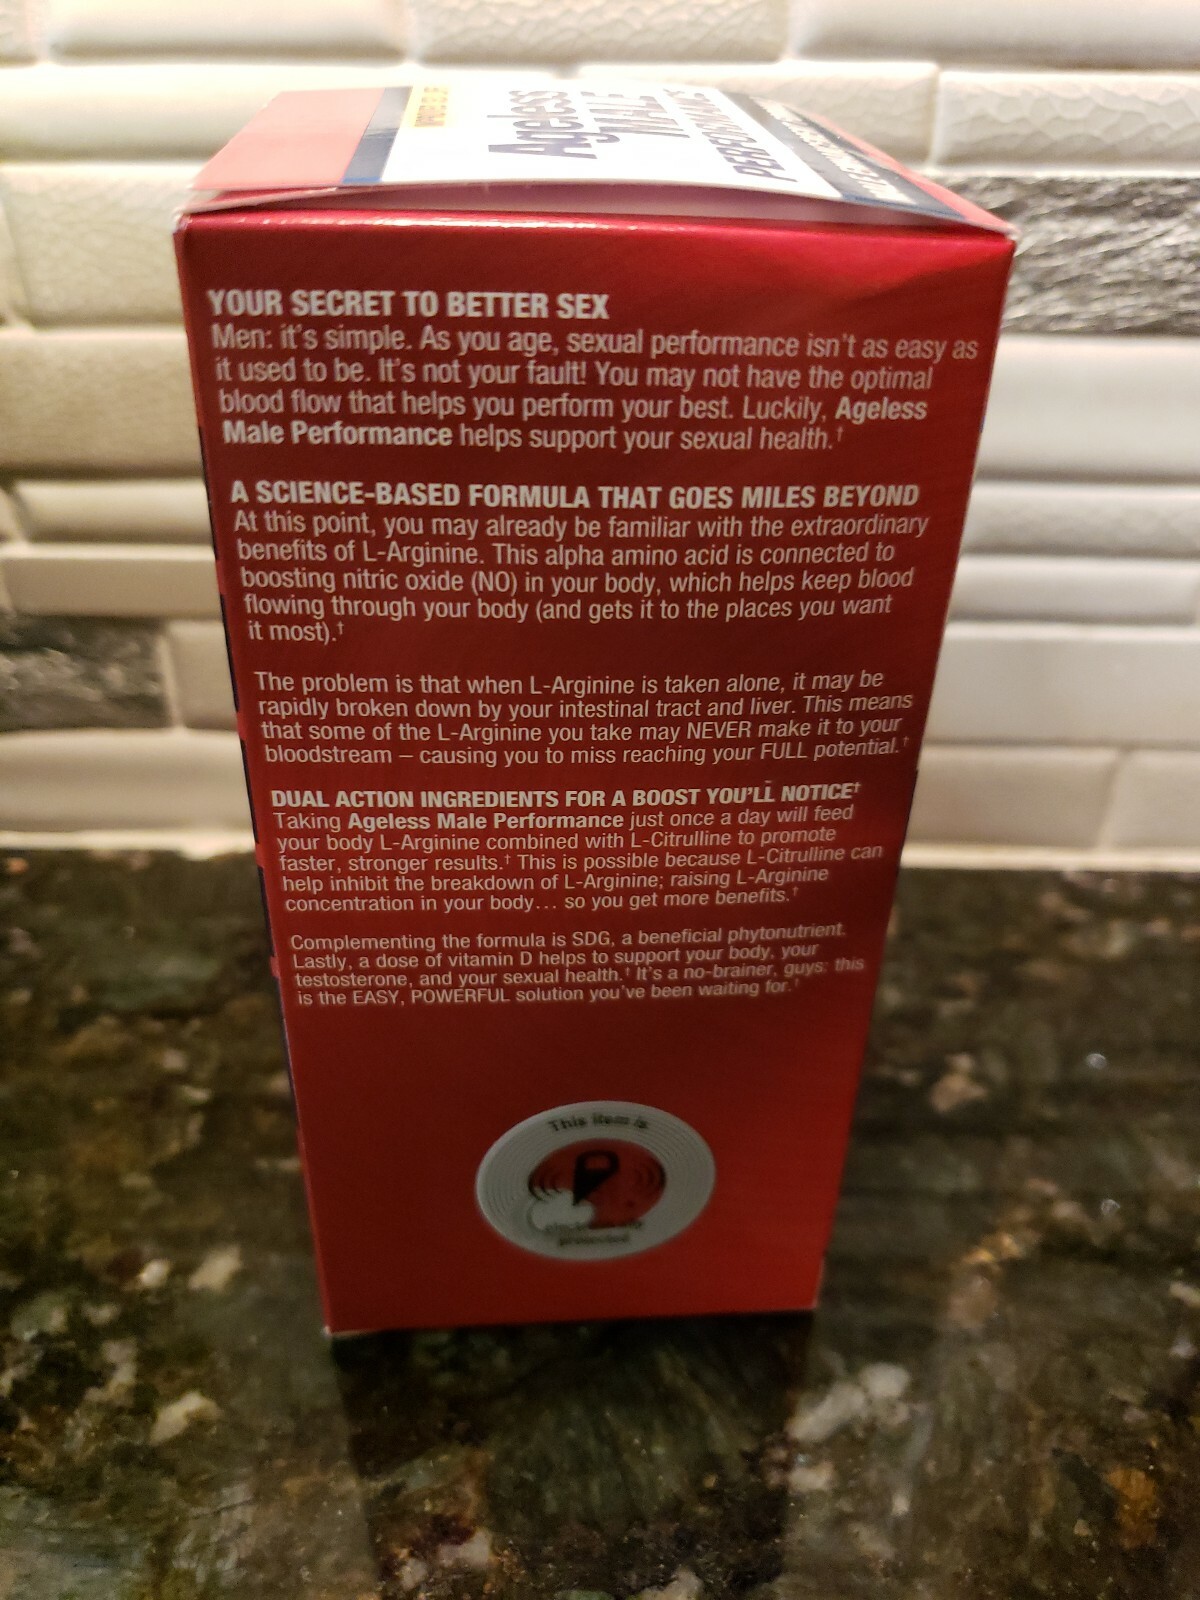 Ageless
MALE
PERFORMANCE
YOUR SECRET TO BETTER SEX
Men: it's simple. As you age, sexual performance isn't as easy as
it used to be. It's not your fault! You may not have the optimal
blood flow that helps you perform your best. Luckily, Ageless
Male Performance helps support your sexual health.†
A SCIENCE-BASED FORMULA THAT GOES MILES BEYOND
At this point, you may already be familiar with the extraordinary
benefits of L-Arginine. This alpha amino acid is connected to
boosting nitric oxide (NO) in your body, which helps keep blood
flowing through your body (and gets it to the places you want
it most).†
The problem is that when L-Arginine is taken alone, it may be
rapidly broken down by your intestinal tract and liver. This means
that some of the L-Arginine you take may NEVER make it to your
bloodstream – causing you to miss reaching your FULL potential.†
DUAL ACTION INGREDIENTS FOR A BOOST YOU'LL NOTICE†
Taking Ageless Male Performance just once a day will feed
your body L-Arginine combined with L-Citrulline to promote
faster, stronger results.† This is possible because L-Citrulline can
help inhibit the breakdown of L-Arginine; raising L-Arginine
concentration in your body... so you get more benefits.†
Complementing the formula is SDG, a beneficial phytonutrient.
Lastly, a dose of vitamin D helps to support your body, your
testosterone, and your sexual health.† It's a no-brainer, guys: this
is the EASY, POWERFUL solution you've been waiting for.†
This item is
protected